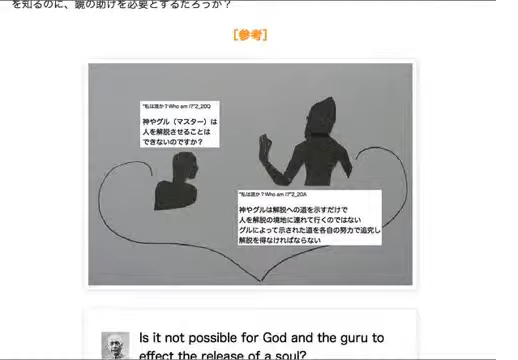 を知るのに、鏡の助けを必要とするだろうか？
［参考］
"私は誰か？Who am I?"2_20Q
神やグル（マスター）は
人を解脱させることは
できないのですか？
"私は誰か？Who am I?"2_20A
神やグルは解脱への道を示すだけで
人を解脱の境地に連れて行くのではない
グルによって示された道を各自の努力で追究し
解脱を得なければならない
Is it not possible for God and the guru to
effect the release of a soul?